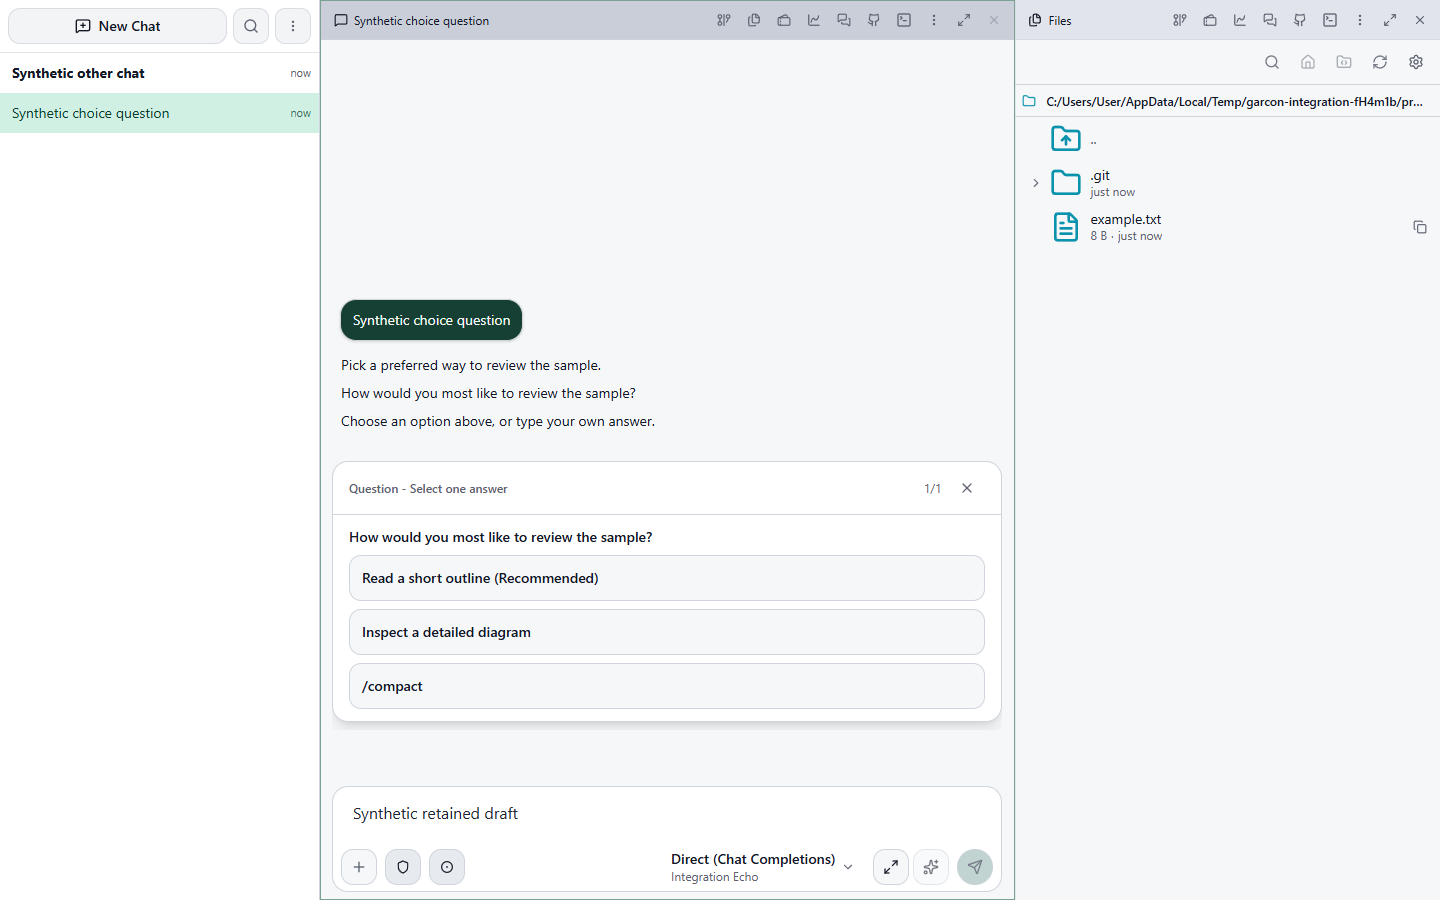 New Chat
Synthetic other chat
now
Synthetic choice question
now
Synthetic choice question
Synthetic choice question
Pick a preferred way to review the sample.
How would you most like to review the sample?
Choose an option above, or type your own answer.
Question - Select one answer
1/1
How would you most like to review the sample?
Read a short outline (Recommended)
Inspect a detailed diagram
/compact
Synthetic retained draft
Direct (Chat Completions)
Integration Echo
Files
C:/Users/User/AppData/Local/Temp/garcon-integration-fH4m1b/pr...
..
.git
just now
example.txt
8 B · just now